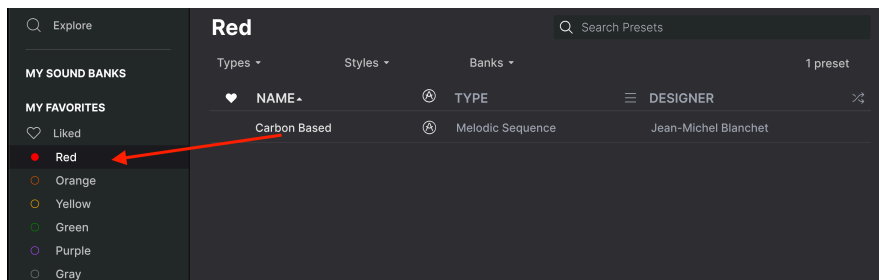 Explore
MY SOUND BANKS
MY FAVORITES
Liked
Red
Orange
Yellow
Green
Purple
Gray
Red
Search Presets
Types Styles Banks 1 preset
NAME TYPE DESIGNER
Carbon Based Melodic Sequence Jean-Michel Blanchet